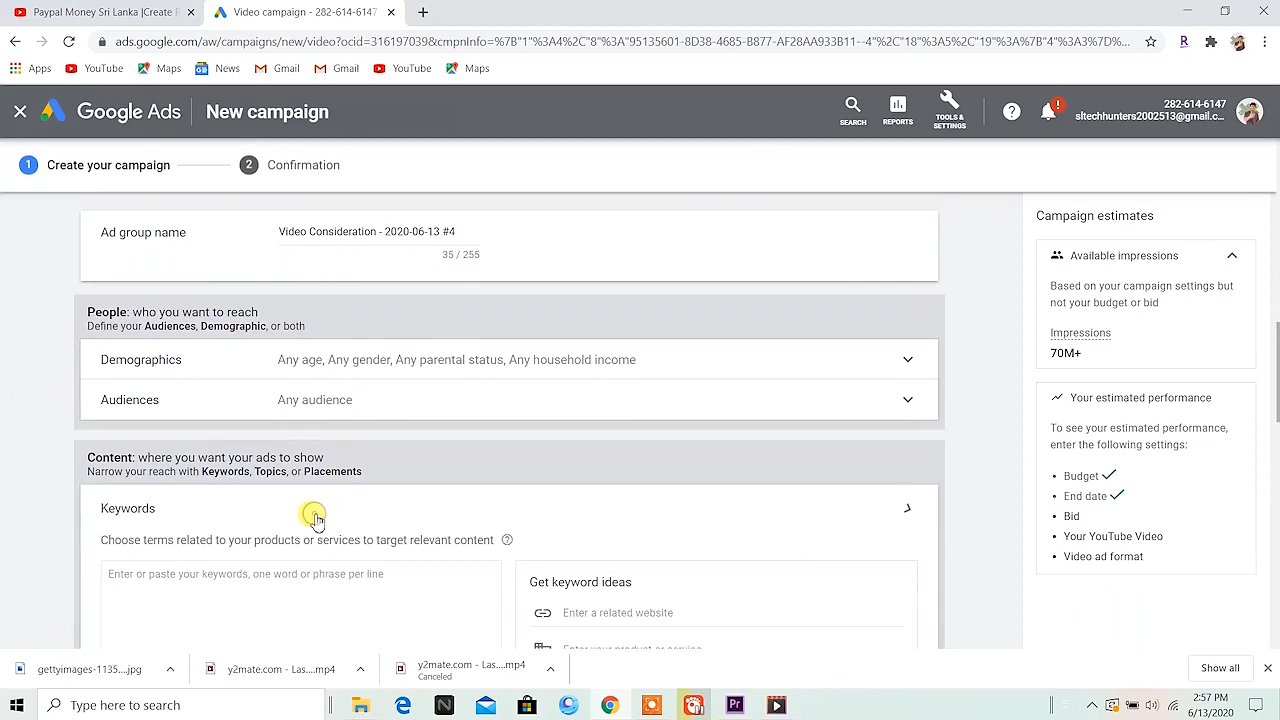 Paypal Money Sri Lanka |Create F
Video campaign - 282-614-6147
ads.google.com/aw/campaigns/new/video?ocid=316197039&cmpnInfo=%7B"1"%3A4%2C"8"%3A"95135601-8D38-4685-B877-AF28AA933B11--4"%2C"18"%3A5%2C"19"%3A%7B"4"%3A3%7D%...
Apps YouTube Maps News Gmail Gmail YouTube Maps
Google Ads New campaign
SEARCH
REPORTS
TOOLS &
SETTINGS
282-614-6147
sltechhunters2002513@gmail.c...
1 Create your campaign 2 Confirmation
Ad group name
Video Consideration - 2020-06-13 #4
35 / 255
People: who you want to reach
Define your Audiences, Demographic, or both
Demographics Any age, Any gender, Any parental status, Any household income
Audiences Any audience
Content: where you want your ads to show
Narrow your reach with Keywords, Topics, or Placements
Keywords
Choose terms related to your products or services to target relevant content
Enter or paste your keywords, one word or phrase per line
Get keyword ideas
Enter a related website
Enter your product or service
Campaign estimates
Available impressions
Based on your campaign settings but
not your budget or bid
Impressions
70M+
Your estimated performance
To see your estimated performance,
enter the following settings:
• Budget
• End date
• Bid
• Your YouTube Video
• Video ad format
gettyimages-1135....jpg
y2mate.com - Las....mp4
y2mate.com - Las....mp4
Canceled
Show all
Type here to search
2:57 PM
6/13/2020